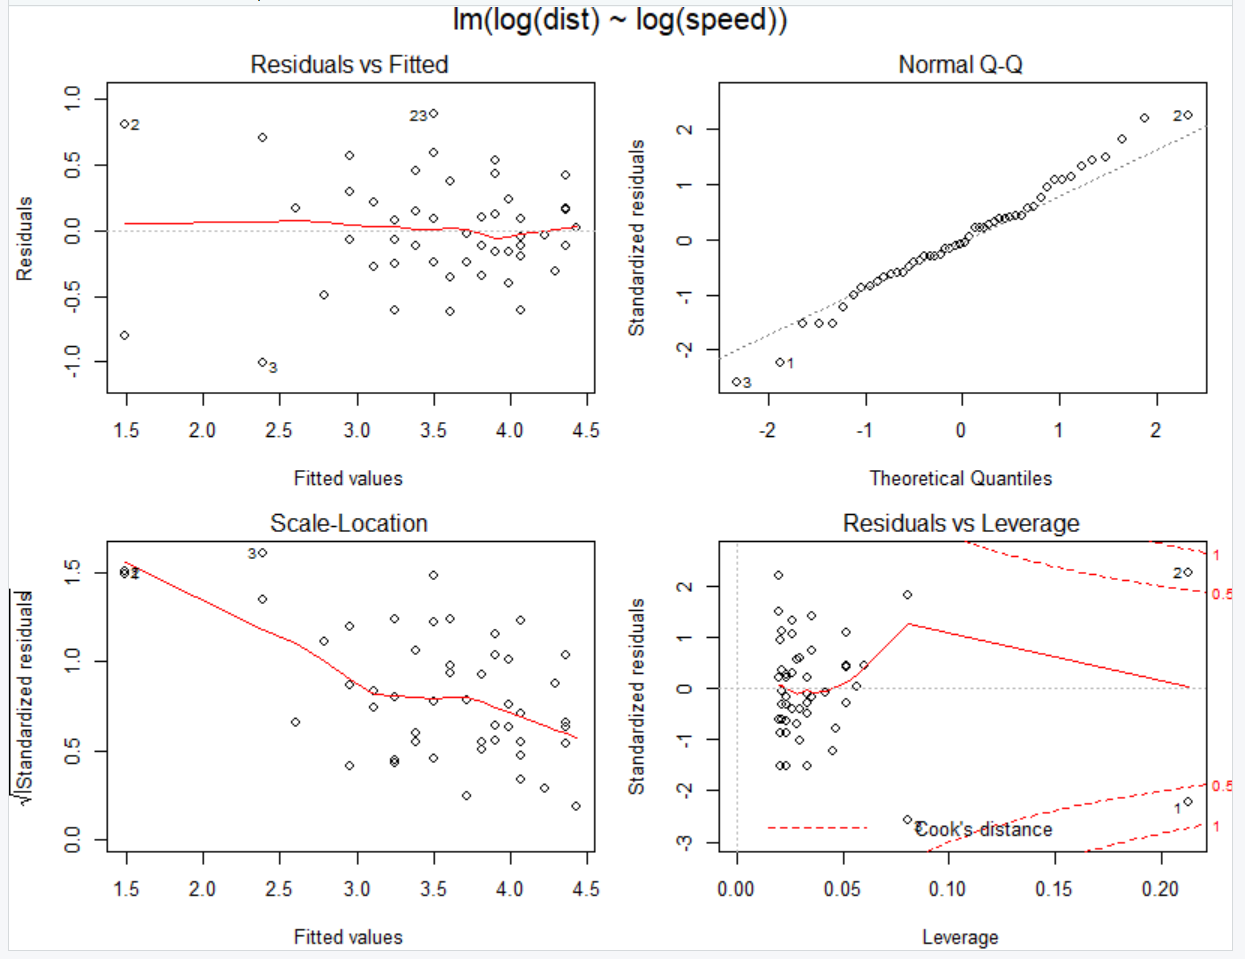 lm(log(dist) ~ log(speed))
Residuals vs Fitted
Residuals
-1.0 -0.5 0.0 0.5 1.0
2
23
3
1.5 2.0 2.5 3.0 3.5 4.0 4.5
Fitted values
Normal Q-Q
Standardized residuals
-2 -1 0 1 2
2
1
3
-2 -1 0 1 2
Theoretical Quantiles
Scale-Location
√|Standardized residuals|
0.0 0.5 1.0 1.5
3
2
1.5 2.0 2.5 3.0 3.5 4.0 4.5
Fitted values
Residuals vs Leverage
Standardized residuals
-3 -2 -1 0 1 2
1
2
0.5
0.5
1
1
3
Cook's distance
0.00 0.05 0.10 0.15 0.20
Leverage